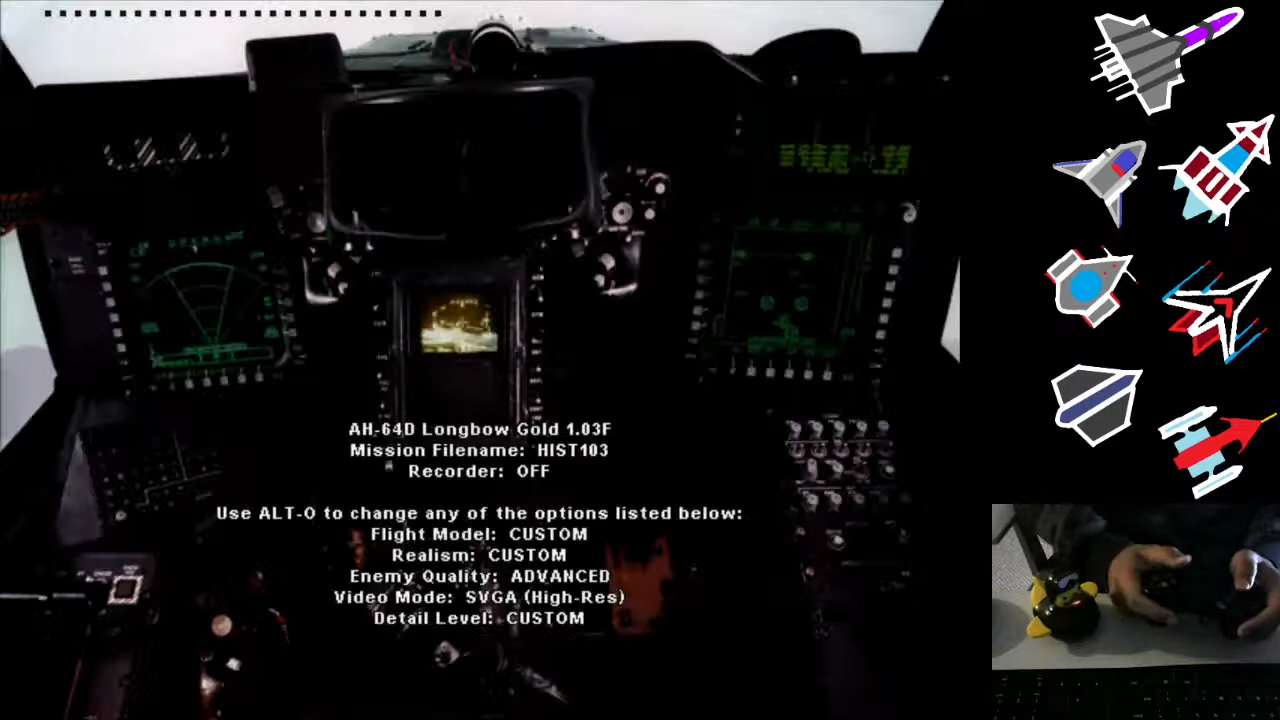 AH-64D Longbow Gold 1.03F
Mission Filename: HIST103
Recorder: OFF
Use ALT-O to change any of the options listed below:
Flight Model: CUSTOM
Realism: CUSTOM
Enemy Quality: ADVANCED
Video Mode: SVGA (High-Res)
Detail Level: CUSTOM